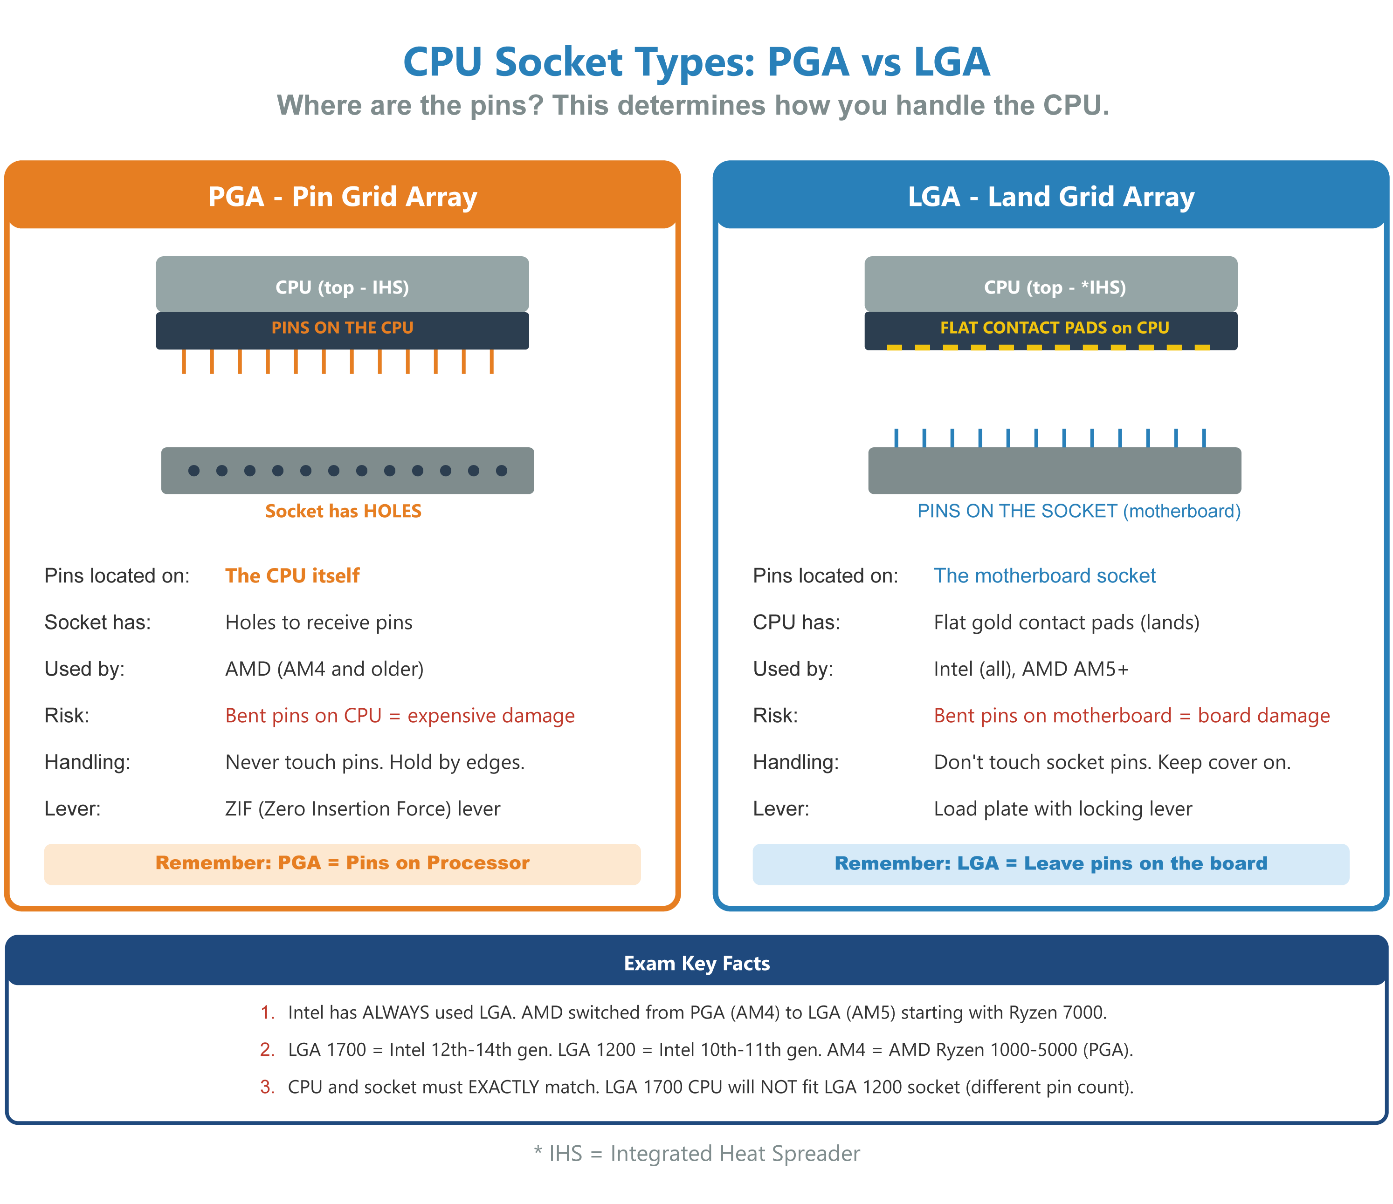 CPU Socket Types: PGA vs LGA
Where are the pins? This determines how you handle the CPU.
PGA - Pin Grid Array
CPU (top - IHS)
PINS ON THE CPU
Socket has HOLES
Pins located on: The CPU itself
Socket has: Holes to receive pins
Used by: AMD (AM4 and older)
Risk: Bent pins on CPU = expensive damage
Handling: Never touch pins. Hold by edges.
Lever: ZIF (Zero Insertion Force) lever
Remember: PGA = Pins on Processor
LGA - Land Grid Array
CPU (top - *IHS)
FLAT CONTACT PADS on CPU
PINS ON THE SOCKET (motherboard)
Pins located on: The motherboard socket
CPU has: Flat gold contact pads (lands)
Used by: Intel (all), AMD AM5+
Risk: Bent pins on motherboard = board damage
Handling: Don't touch socket pins. Keep cover on.
Lever: Load plate with locking lever
Remember: LGA = Leave pins on the board
Exam Key Facts
1. Intel has ALWAYS used LGA. AMD switched from PGA (AM4) to LGA (AM5) starting with Ryzen 7000.
2. LGA 1700 = Intel 12th-14th gen. LGA 1200 = Intel 10th-11th gen. AM4 = AMD Ryzen 1000-5000 (PGA).
3. CPU and socket must EXACTLY match. LGA 1700 CPU will NOT fit LGA 1200 socket (different pin count).
* IHS = Integrated Heat Spreader